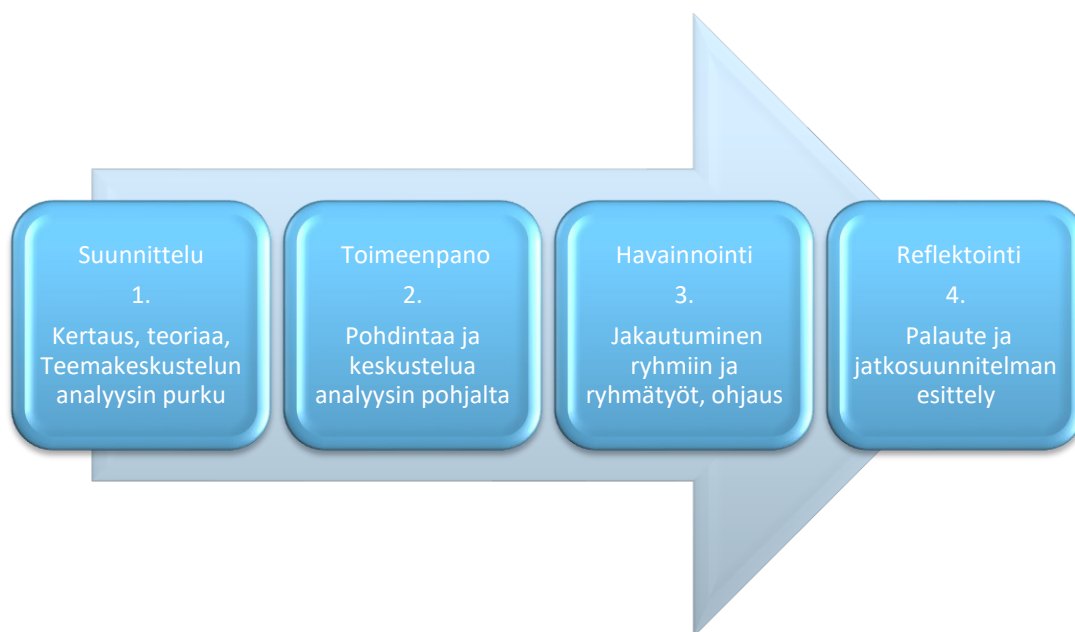 Suunnittelu
1.
Kertaus, teoriaa,
Teemakeskustelun
analyysin purku
Toimeenpano
2.
Pohdintaa ja
keskustelua
analyysin pohjalta
Havainnointi
3.
Jakautuminen
ryhmiin ja
ryhmätyöt, ohjaus
Reflektointi
4.
Palaute ja
jatkosuunnitelman
esittely